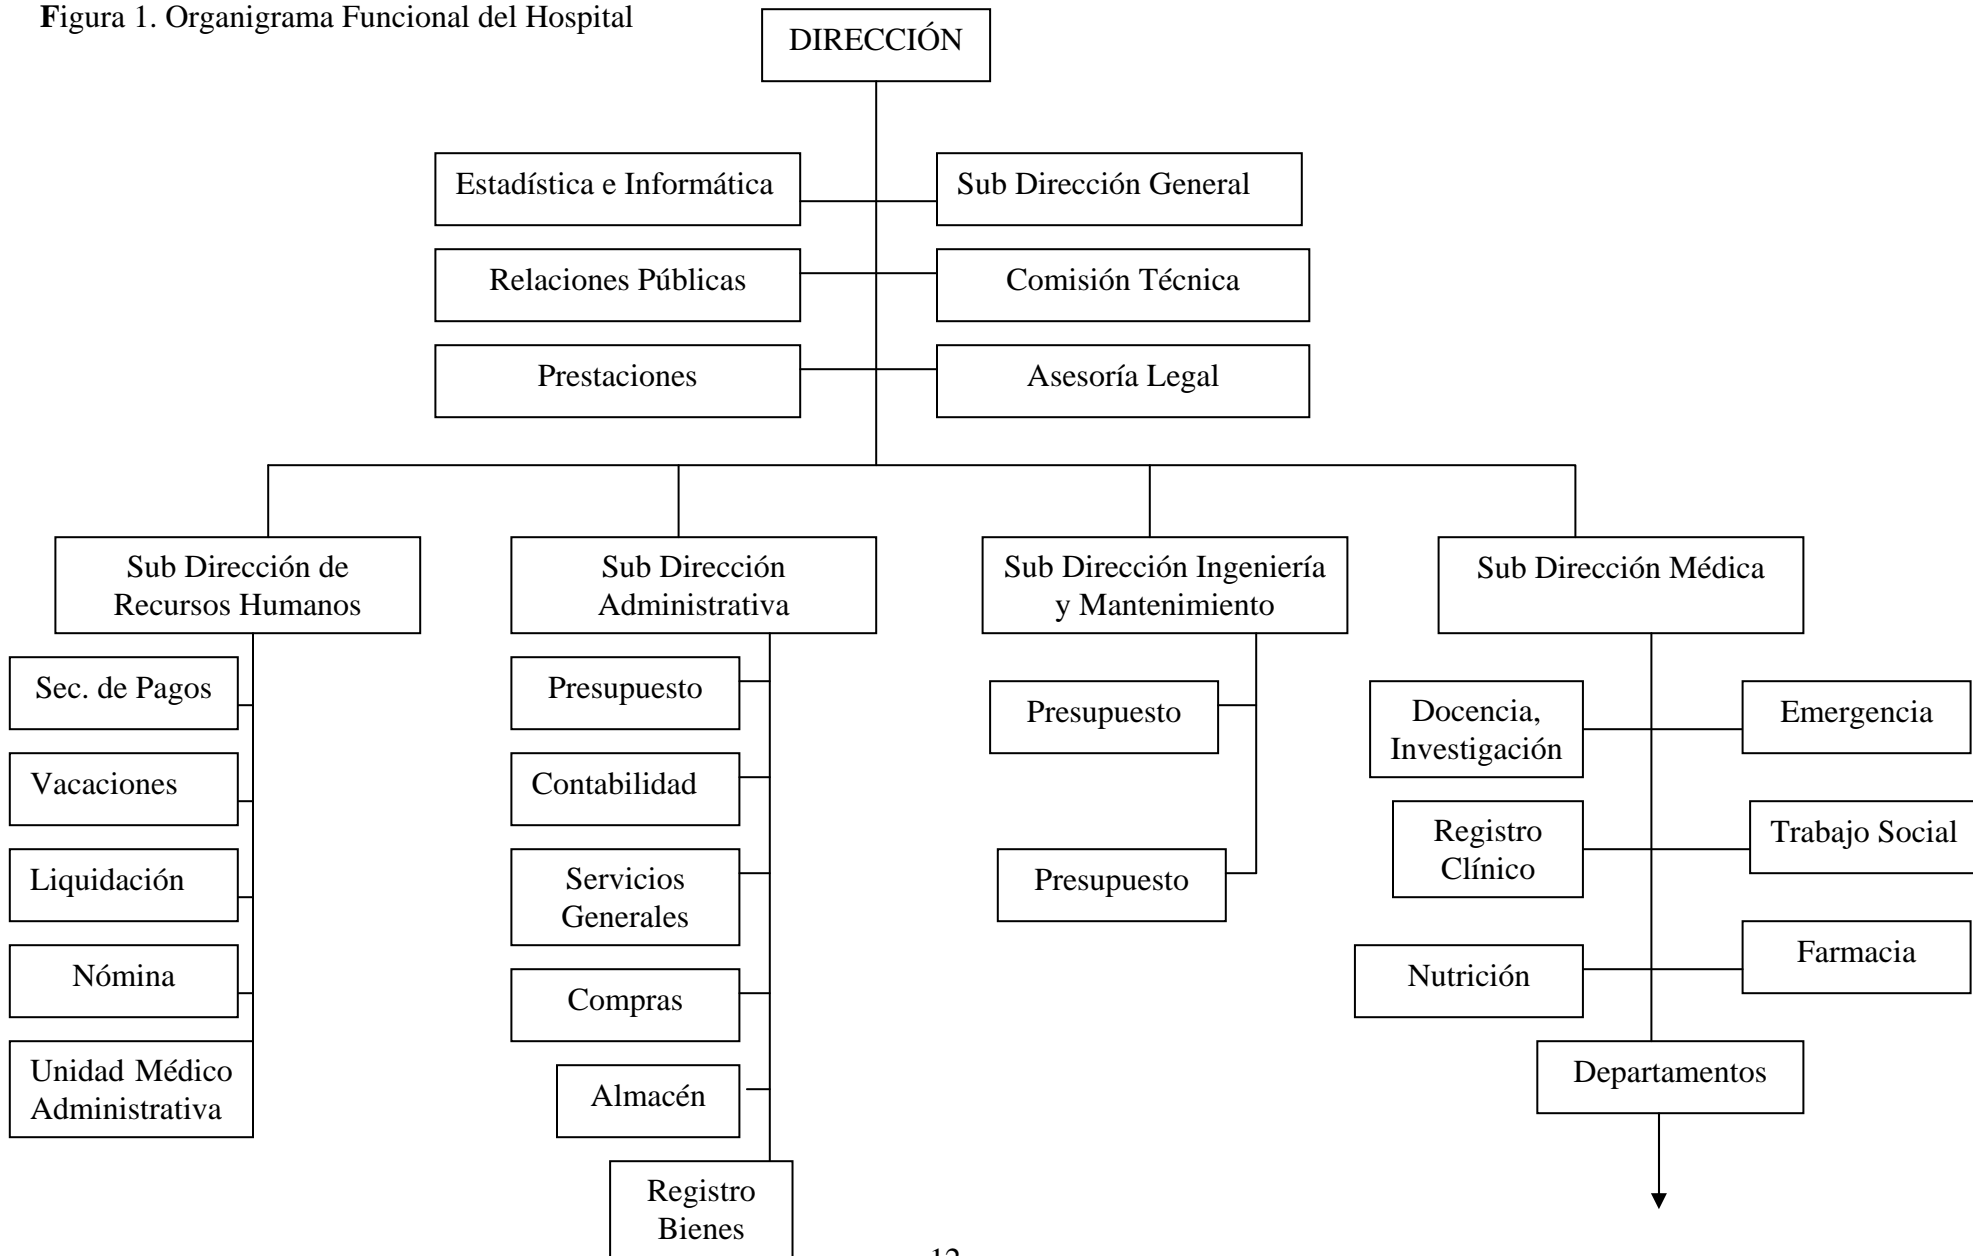 Figura 1. Organigrama Funcional del Hospital
DIRECCIÓN
Estadística e Informática
Sub Dirección General
Relaciones Públicas
Comisión Técnica
Prestaciones
Asesoría Legal
Sub Dirección de
Recursos Humanos
Sub Dirección
Administrativa
Sub Dirección Ingeniería
y Mantenimiento
Sub Dirección Médica
Sec. de Pagos
Vacaciones
Liquidación
Nómina
Unidad Médico
Administrativa
Presupuesto
Contabilidad
Servicios
Generales
Compras
Almacén
Registro
Bienes
Presupuesto
Presupuesto
Docencia,
Investigación
Emergencia
Registro
Clínico
Trabajo Social
Nutrición
Farmacia
Departamentos
12